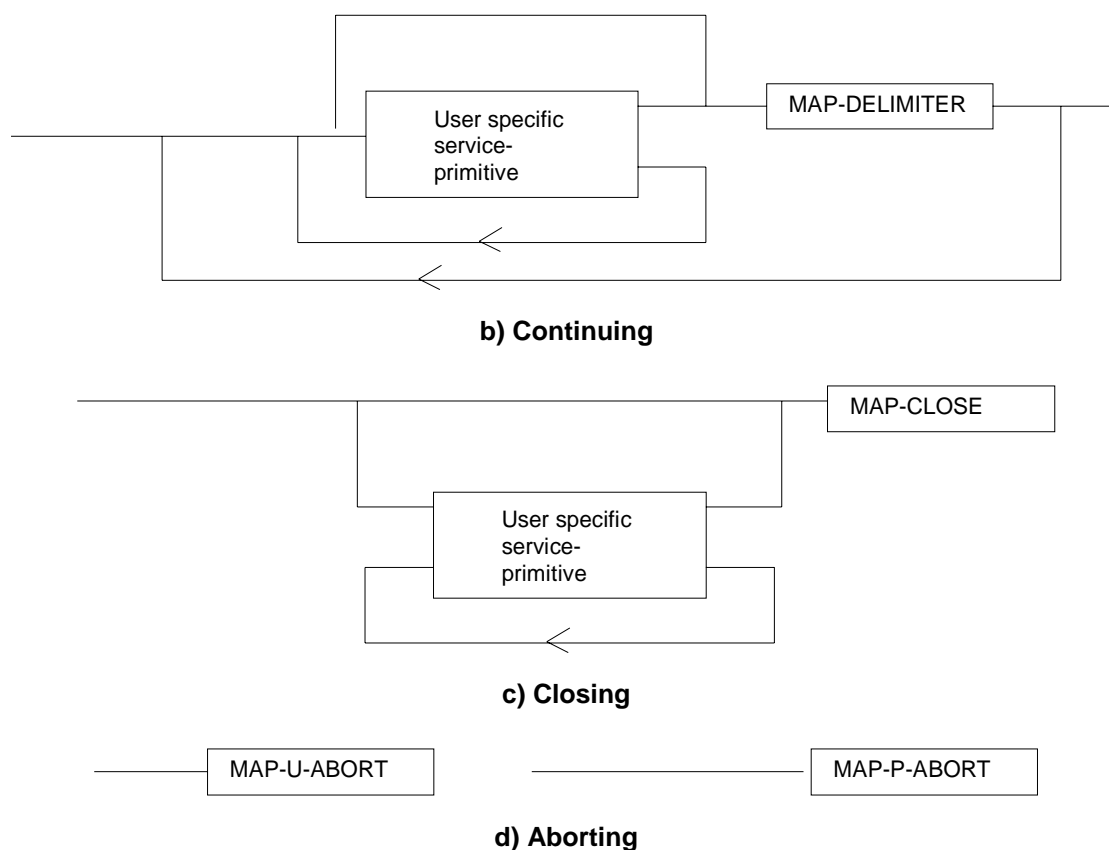 User specific
service-
primitive
MAP-DELIMITER
b) Continuing
MAP-CLOSE
User specific
service-
primitive
c) Closing
MAP-U-ABORT
MAP-P-ABORT
d) Aborting